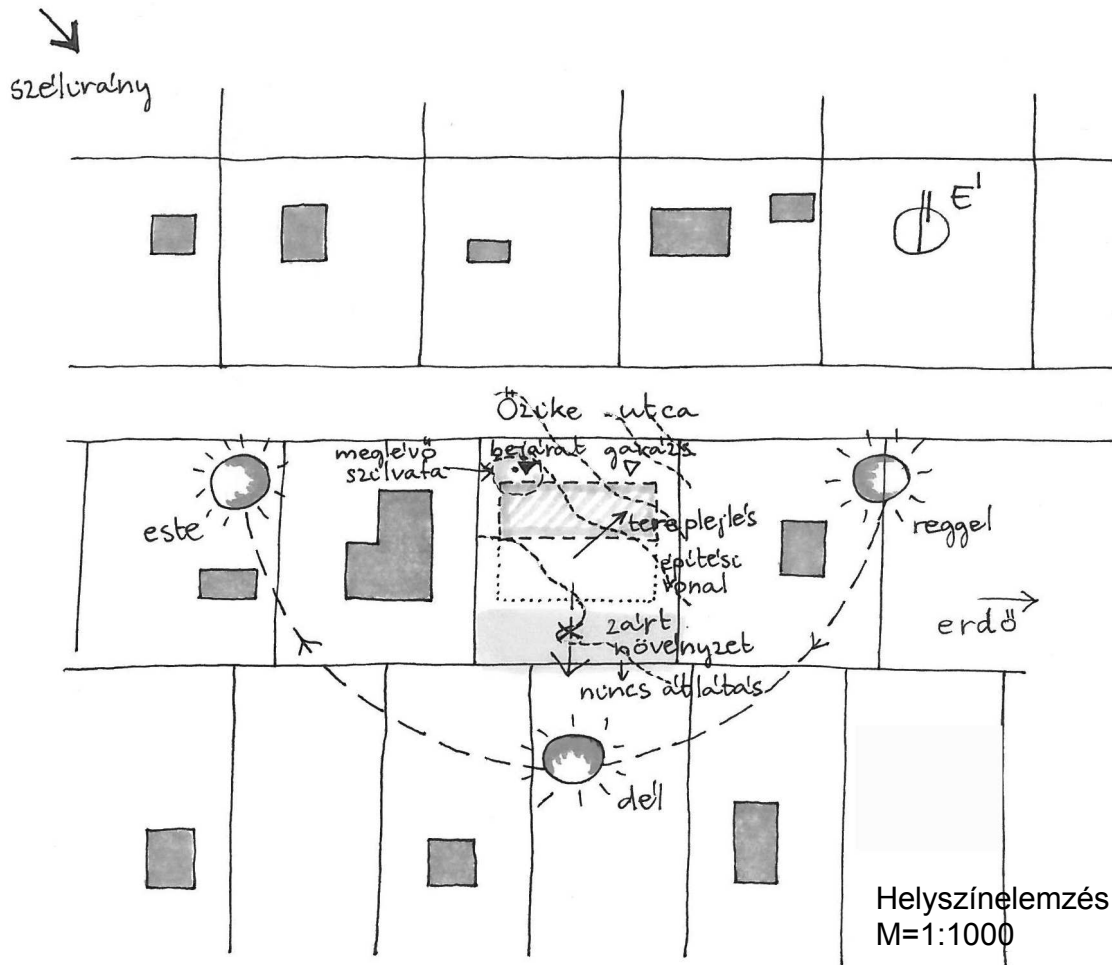 szélirány
É
Őzike utca
meglévő
szilvafa
bejárat
garázs
este
tereplejtés
reggel
építési
vonal
erdő
zárt
növényzet
nincs átlátás
dél
Helyszínelemzés
M=1:1000